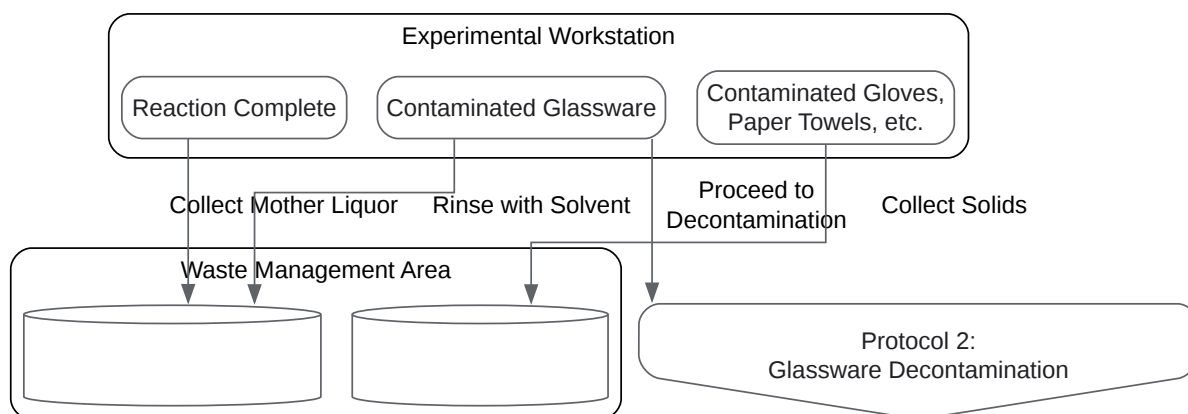 Experimental Workstation
Reaction Complete
Contaminated Glassware
Contaminated Gloves,
Paper Towels, etc.
Collect Mother Liquor
Rinse with Solvent
Proceed to
Decontamination
Collect Solids
Waste Management Area
Protocol 2:
Glassware Decontamination